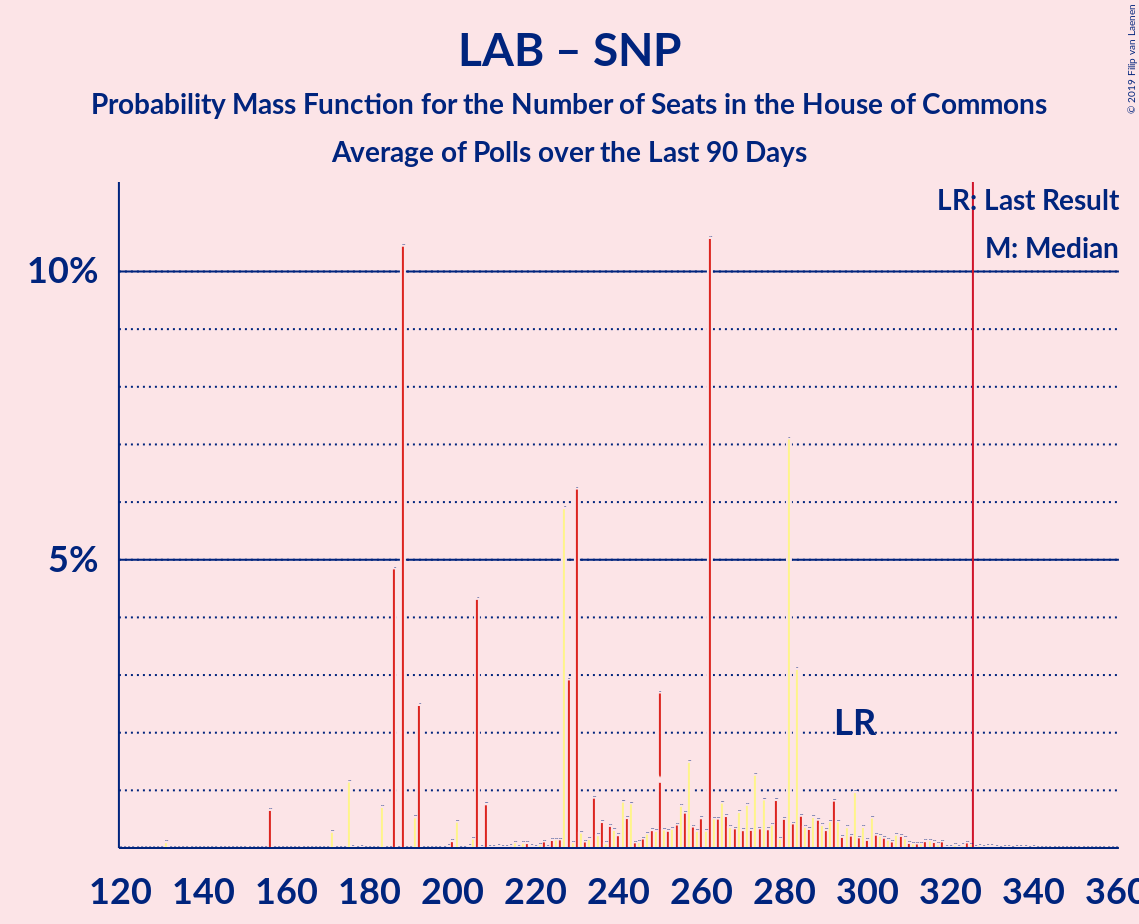 LAB – SNP
Probability Mass Function for the Number of Seats in the House of Commons
Average of Polls over the Last 90 Days
© 2019 Filip van Laenen
LR: Last Result
M: Median
10%
5%
LR
120 140 160 180 200 220 240 260 280 300 320 340 360